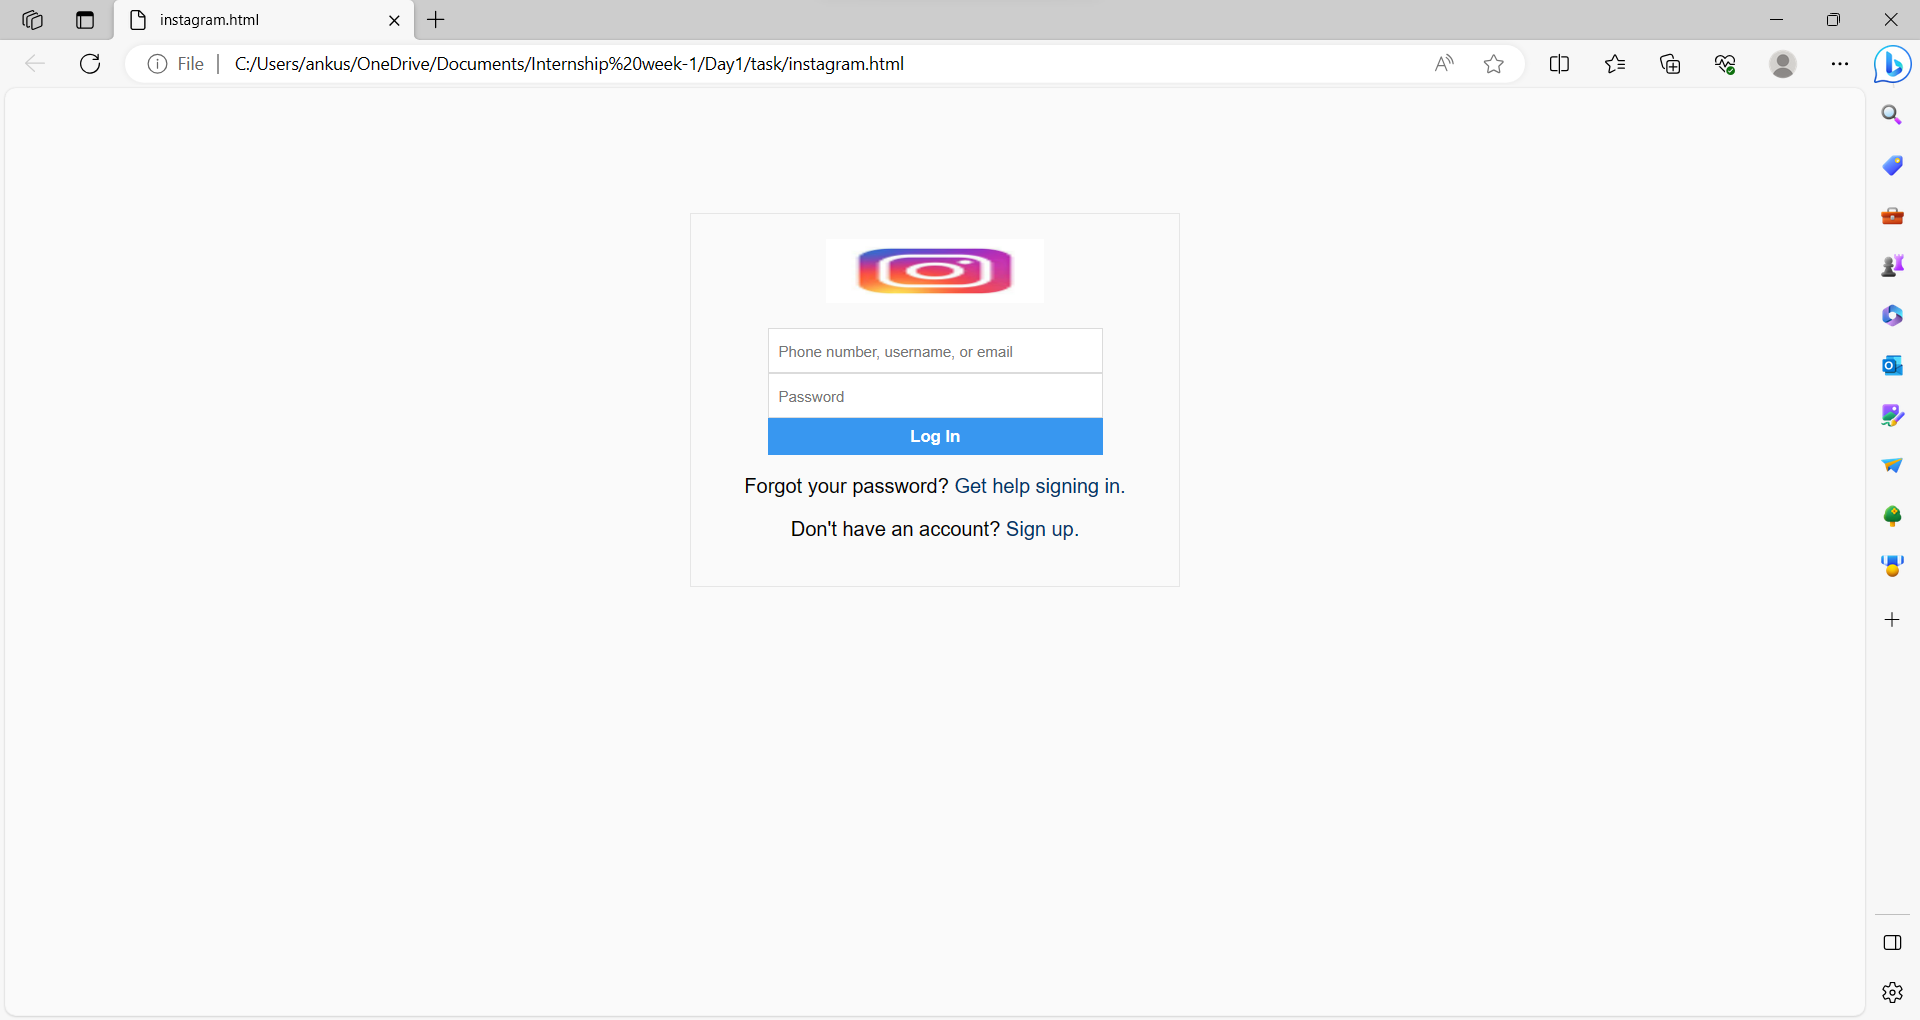 instagram.html
File
C:/Users/ankus/OneDrive/Documents/Internship%20week-1/Day1/task/instagram.html
Phone number, username, or email
Password
Log In
Forgot your password? Get help signing in.
Don't have an account? Sign up.